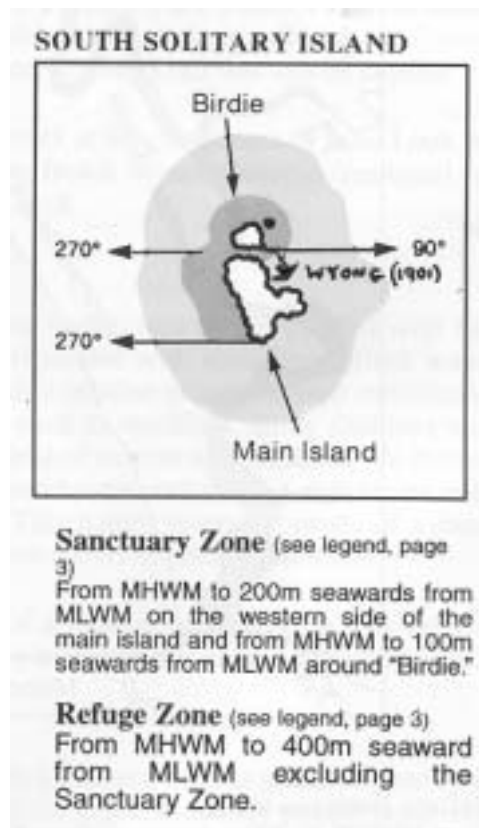 SOUTH SOLITARY ISLAND
Birdie
270°
90°
WYONG (1901)
270°
Main Island
Sanctuary Zone (see legend, page
3)
From MHWM to 200m seawards from
MLWM on the western side of the
main island and from MHWM to 100m
seawards from MLWM around "Birdie."
Refuge Zone (see legend, page 3)
From MHWM to 400m seaward
from MLWM excluding the
Sanctuary Zone.